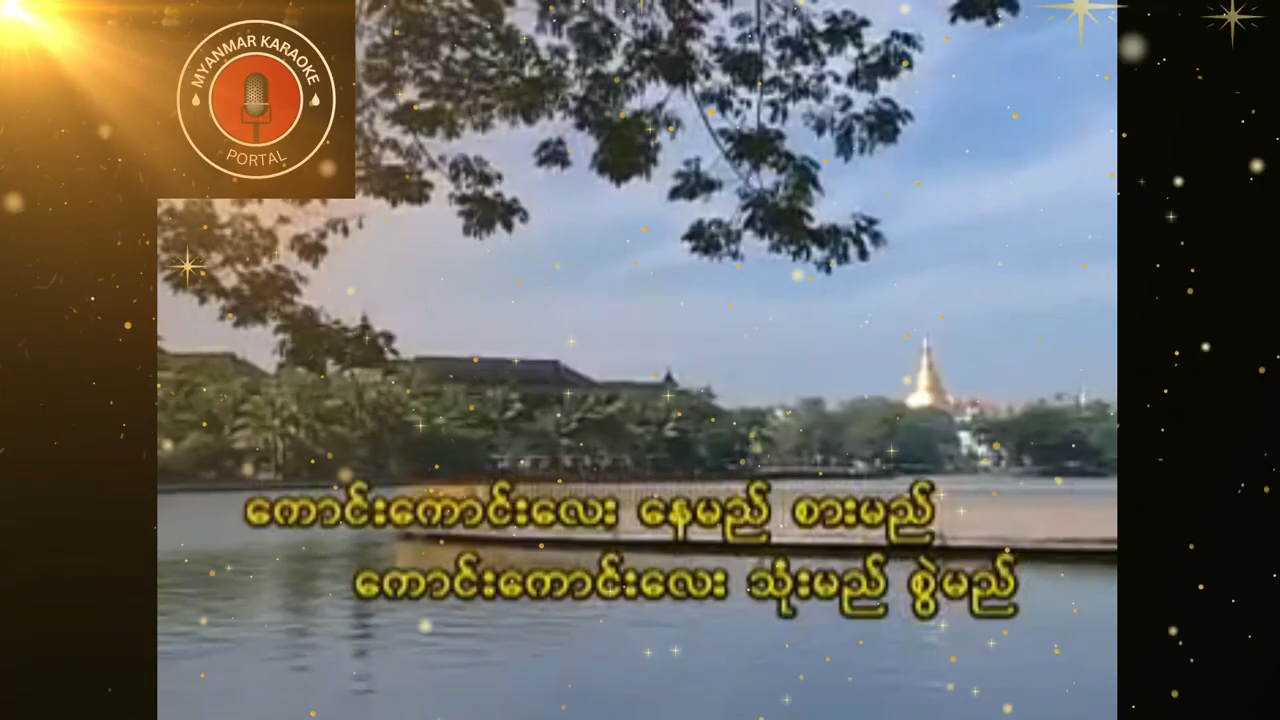 MYANMAR KARAOKE
PORTAL
ကောင်းကောင်းလေး နေမည် စားမည်
ကောင်းကောင်းလေး သုံးမည် စွဲမည်